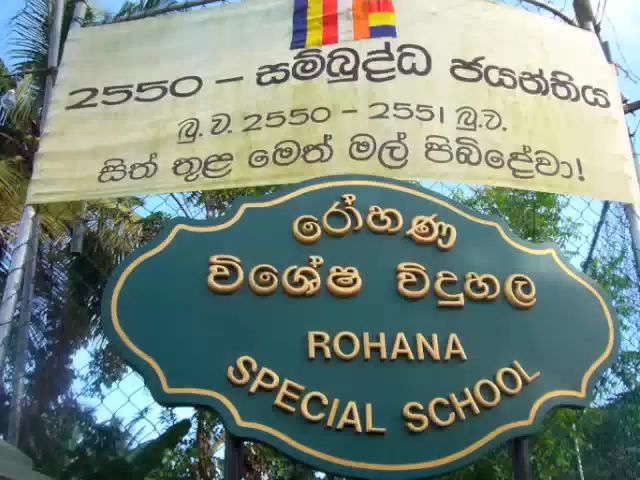 2550 – සම්බුද්ධ ජයන්තිය
බු.ව. 2550 – 2551 බු.ව.
සිත් තුළ මෙත් මල් පිබිදේවා!
රෝහණ
විශේෂ විදුහල
ROHANA
SPECIAL SCHOOL